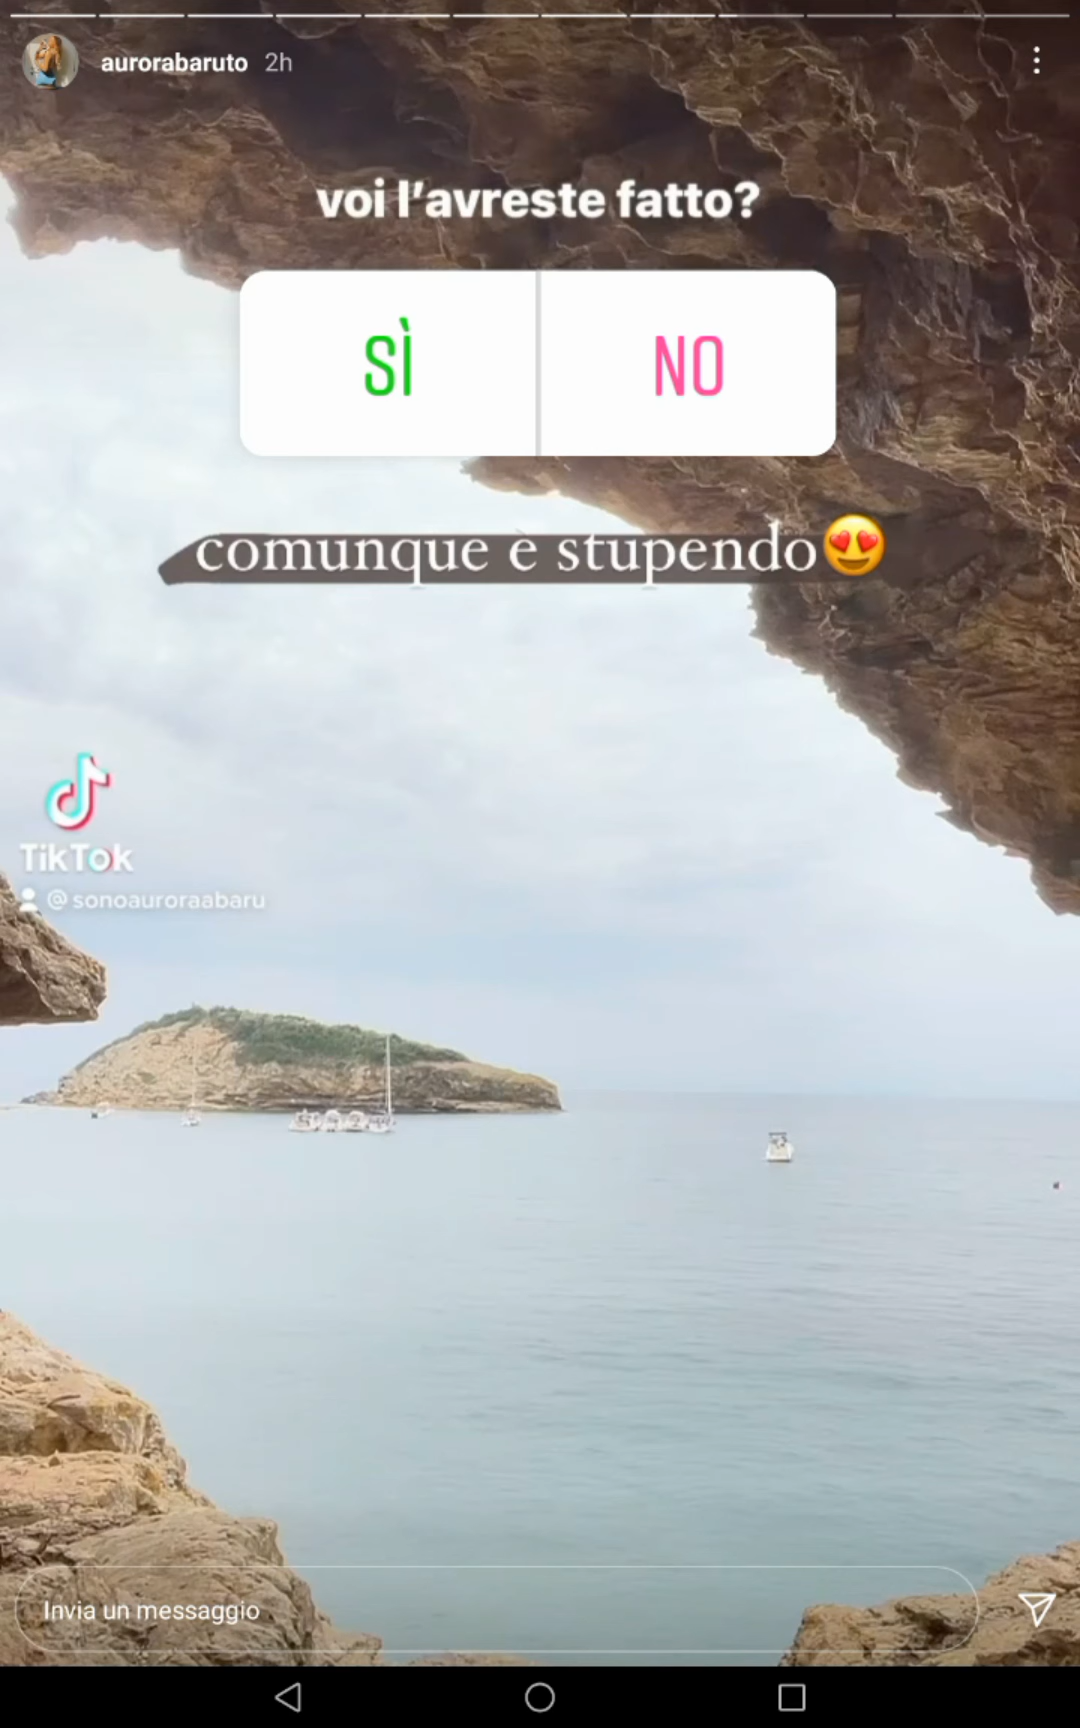 aurorabaruto 2h
voi l'avreste fatto?
SÌ NO
comunque è stupendo😍
TikTok
@sonoauroraabaru
Invia un messaggio